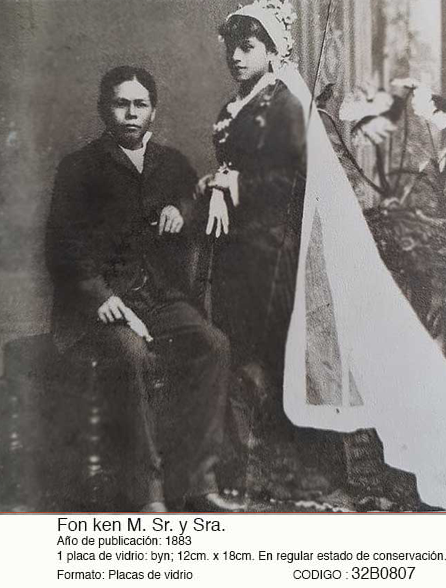 Fon ken M. Sr. y Sra.
Año de publicación: 1883
1 placa de vidrio: byn; 12cm. x 18cm. En regular estado de conservación.
Formato: Placas de vidrio CODIGO : 32B0807